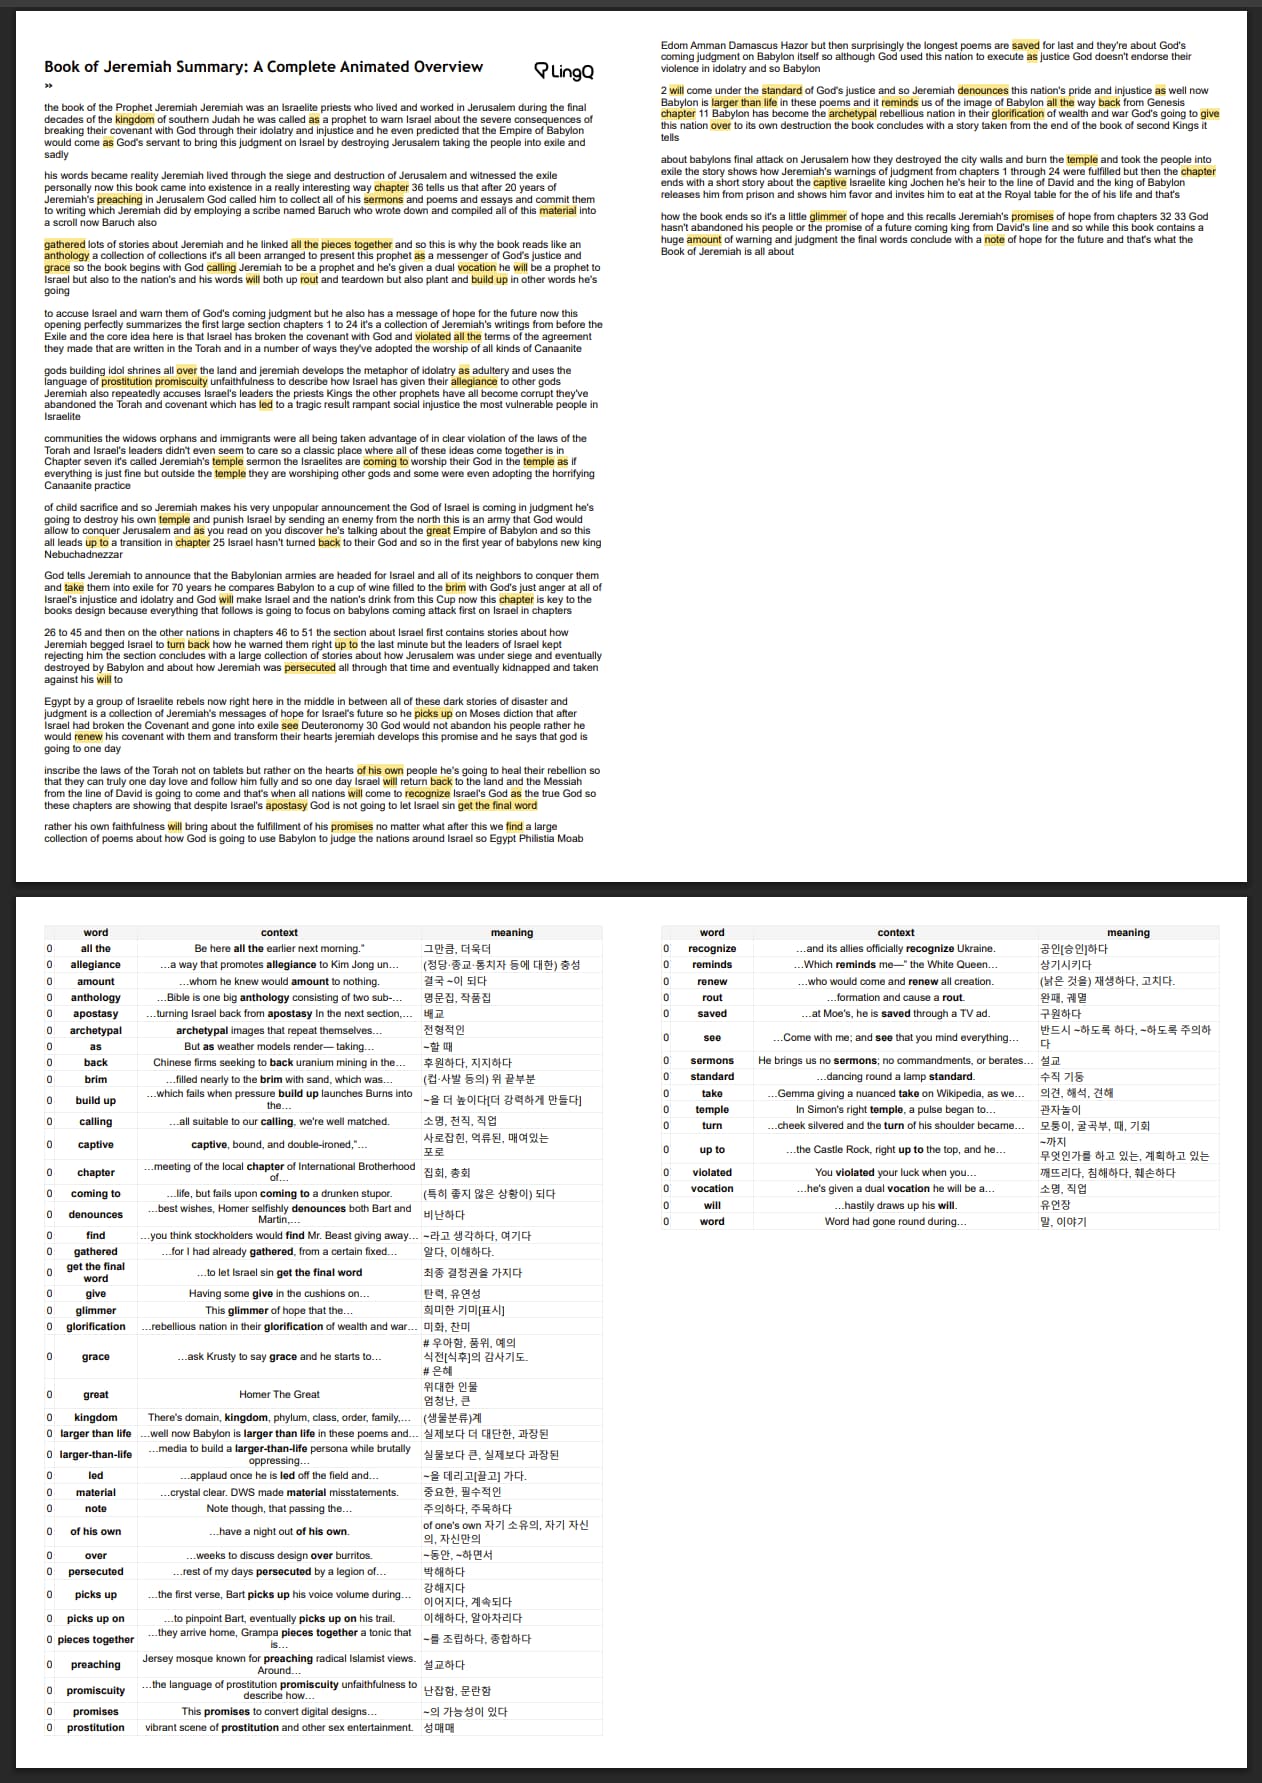 Book of Jeremiah Summary: A Complete Animated Overview
LingQ
»
the book of the Prophet Jeremiah Jeremiah was an Israelite priests who lived and worked in Jerusalem during the final
decades of the kingdom of southern Judah he was called as a prophet to warn Israel about the severe consequences of
breaking their covenant with God through their idolatry and injustice and he even predicted that the Empire of Babylon
would come as God's servant to bring this judgment on Israel by destroying Jerusalem taking the people into exile and
sadly
his words became reality Jeremiah lived through the siege and destruction of Jerusalem and witnessed the exile
personally now this book came into existence in a really interesting way chapter 36 tells us that after 20 years of
Jeremiah's preaching in Jerusalem God called him to collect all of his sermons and poems and essays and commit them
to writing which Jeremiah did by employing a scribe named Baruch who wrote down and compiled all of this material into
a scroll now Baruch also
gathered lots of stories about Jeremiah and he linked all the pieces together and so this is why the book reads like an
anthology a collection of collections it's all been arranged to present this prophet as a messenger of God's justice and
grace so the book begins with God calling Jeremiah to be a prophet and he's given a dual vocation he will be a prophet to
Israel but also to the nation's and his words will both up rout and teardown but also plant and build up in other words he's
going
to accuse Israel and warn them of God's coming judgment but he also has a message of hope for the future now this
opening perfectly summarizes the first large section chapters 1 to 24 it's a collection of Jeremiah's writings from before the
Exile and the core idea here is that Israel has broken the covenant with God and violated all the terms of the agreement
they made that are written in the Torah and in a number of ways they've adopted the worship of all kinds of Canaanite
gods building idol shrines all over the land and jeremiah develops the metaphor of idolatry as adultery and uses the
language of prostitution promiscuity unfaithfulness to describe how Israel has given their allegiance to other gods
Jeremiah also repeatedly accuses Israel's leaders the priests Kings the other prophets have all become corrupt they've
abandoned the Torah and covenant which has led to a tragic result rampant social injustice the most vulnerable people in
Israelite
communities the widows orphans and immigrants were all being taken advantage of in clear violation of the laws of the
Torah and Israel's leaders didn't even seem to care so a classic place where all of these ideas come together is in
Chapter seven it's called Jeremiah's temple sermon the Israelites are coming to worship their God in the temple as if
everything is just fine but outside the temple they are worshiping other gods and some were even adopting the horrifying
Canaanite practice
of child sacrifice and so Jeremiah makes his very unpopular announcement the God of Israel is coming in judgment he's
going to destroy his own temple and punish Israel by sending an enemy from the north this is an army that God would
allow to conquer Jerusalem and as you read on you discover he's talking about the great Empire of Babylon and so this
all leads up to a transition in chapter 25 Israel hasn't turned back to their God and so in the first year of babylons new king
Nebuchadnezzar
God tells Jeremiah to announce that the Babylonian armies are headed for Israel and all of its neighbors to conquer them
and take them into exile for 70 years he compares Babylon to a cup of wine filled to the brim with God's just anger at all of
Israel's injustice and idolatry and God will make Israel and the nation's drink from this Cup now this chapter is key to the
books design because everything that follows is going to focus on babylons coming attack first on Israel in chapters
26 to 45 and then on the other nations in chapters 46 to 51 the section about Israel first contains stories about how
Jeremiah begged Israel to turn back how he warned them right up to the last minute but the leaders of Israel kept
rejecting him the section concludes with a large collection of stories about how Jerusalem was under siege and eventually
destroyed by Babylon and about how Jeremiah was persecuted all through that time and eventually kidnapped and taken
against his will to
Egypt by a group of Israelite rebels now right here in the middle in between all of these dark stories of disaster and
judgment is a collection of Jeremiah's messages of hope for Israel's future so he picks up on Moses diction that after
Israel had broken the Covenant and gone into exile see Deuteronomy 30 God would not abandon his people rather he
would renew his covenant with them and transform their hearts jeremiah develops this promise and he says that god is
going to one day
inscribe the laws of the Torah not on tablets but rather on the hearts of his own people he's going to heal their rebellion so
that they can truly one day love and follow him fully and so one day Israel will return back to the land and the Messiah
from the line of David is going to come and that's when all nations will come to recognize Israel's God as the true God so
these chapters are showing that despite Israel's apostasy God is not going to let Israel sin get the final word
rather his own faithfulness will bring about the fulfillment of his promises no matter what after this we find a large
collection of poems about how God is going to use Babylon to judge the nations around Israel so Egypt Philistia Moab
Edom Amman Damascus Hazor but then surprisingly the longest poems are saved for last and they're about God's
coming judgment on Babylon itself so although God used this nation to execute as justice God doesn't endorse their
violence in idolatry and so Babylon
2 will come under the standard of God's justice and so Jeremiah denounces this nation's pride and injustice as well now
Babylon is larger than life in these poems and it reminds us of the image of Babylon all the way back from Genesis
chapter 11 Babylon has become the archetypal rebellious nation in their glorification of wealth and war God's going to give
this nation over to its own destruction the book concludes with a story taken from the end of the book of second Kings it
tells
about babylons final attack on Jerusalem how they destroyed the city walls and burn the temple and took the people into
exile the story shows how Jeremiah's warnings of judgment from chapters 1 through 24 were fulfilled but then the chapter
ends with a short story about the captive Israelite king Jochen he's heir to the line of David and the king of Babylon
releases him from prison and shows him favor and invites him to eat at the Royal table for the of his life and that's
how the book ends so it's a little glimmer of hope and this recalls Jeremiah's promises of hope from chapters 32 33 God
hasn't abandoned his people or the promise of a future coming king from David's line and so while this book contains a
huge amount of warning and judgment the final words conclude with a note of hope for the future and that's what the
Book of Jeremiah is all about
word context meaning
0 all the Be here all the earlier next morning." 그만큼, 더욱더
0 allegiance …a way that promotes allegiance to Kim Jong un… (정당·종교·통치자 등에 대한) 충성
0 amount …whom he knew would amount to nothing. 결국 ~이 되다
0 anthology …Bible is one big anthology consisting of two sub-… 명문집, 작품집
0 apostasy …turning Israel back from apostasy In the next section,… 배교
0 archetypal archetypal images that repeat themselves… 전형적인
0 as But as weather models render— taking… ~할 때
0 back Chinese firms seeking to back uranium mining in the… 후원하다, 지지하다
0 brim …filled nearly to the brim with sand, which was… (컵·사발 등의) 위 끝부분
0 build up …which fails when pressure build up launches Burns into
the… ~을 더 높이다[더 강력하게 만들다]
0 calling …all suitable to our calling, we're well matched. 소명, 천직, 직업
0 captive captive, bound, and double-ironed,"… 사로잡힌, 억류된, 매여있는
포로
0 chapter …meeting of the local chapter of International Brotherhood
of… 집회, 총회
0 coming to …life, but fails upon coming to a drunken stupor. (특히 좋지 않은 상황이) 되다
0 denounces …best wishes, Homer selfishly denounces both Bart and
Martin,… 비난하다
0 find …you think stockholders would find Mr. Beast giving away… ~라고 생각하다, 여기다
0 gathered …for I had already gathered, from a certain fixed… 알다, 이해하다.
0 get the final
word …to let Israel sin get the final word 최종 결정권을 가지다
0 give Having some give in the cushions on… 탄력, 유연성
0 glimmer This glimmer of hope that the… 희미한 기미[표시]
0 glorification …rebellious nation in their glorification of wealth and war… 미화, 찬미
0 grace …ask Krusty to say grace and he starts to… # 우아함, 품위, 예의
식전[식후]의 감사기도.
# 은혜
0 great Homer The Great 위대한 인물
엄청난, 큰
0 kingdom There's domain, kingdom, phylum, class, order, family,… (생물분류)계
0 larger than life …well now Babylon is larger than life in these poems and… 실제보다 더 대단한, 과장된
0 larger-than-life …media to build a larger-than-life persona while brutally
oppressing… 실물보다 큰, 실제보다 과장된
0 led …applaud once he is led off the field and… ~을 데리고[끌고] 가다.
0 material …crystal clear. DWS made material misstatements. 중요한, 필수적인
0 note Note though, that passing the… 주의하다, 주목하다
0 of his own …have a night out of his own. of one's own 자기 소유의, 자기 자신
의, 자신만의
0 over …weeks to discuss design over burritos. ~동안, ~하면서
0 persecuted …rest of my days persecuted by a legion of… 박해하다
0 picks up …the first verse, Bart picks up his voice volume during… 강해지다
이어지다, 계속되다
0 picks up on …to pinpoint Bart, eventually picks up on his trail. 이해하다, 알아차리다
0 pieces together …they arrive home, Grampa pieces together a tonic that
is… ~를 조립하다, 종합하다
0 preaching Jersey mosque known for preaching radical Islamist views.
Around… 설교하다
0 promiscuity …the language of prostitution promiscuity unfaithfulness to
describe how… 난잡함, 문란함
0 promises This promises to convert digital designs… ~의 가능성이 있다
0 prostitution vibrant scene of prostitution and other sex entertainment. 성매매
word context meaning
0 recognize …and its allies officially recognize Ukraine. 공인[승인]하다
0 reminds …Which reminds me—" the White Queen… 상기시키다
0 renew …who would come and renew all creation. (낡은 것을) 재생하다, 고치다.
0 rout …formation and cause a rout. 완패, 궤멸
0 saved …at Moe's, he is saved through a TV ad. 구원하다
0 see …Come with me; and see that you mind everything… 반드시 ~하도록 하다, ~하도록 주의하
다
0 sermons He brings us no sermons; no commandments, or berates… 설교
0 standard …dancing round a lamp standard. 수직 기둥
0 take …Gemma giving a nuanced take on Wikipedia, as we… 의견, 해석, 견해
0 temple In Simon's right temple, a pulse began to… 관자놀이
0 turn …cheek silvered and the turn of his shoulder became… 모퉁이, 굴곡부, 때, 기회
0 up to …the Castle Rock, right up to the top, and he… ~까지
무엇인가를 하고 있는, 계획하고 있는
0 violated You violated your luck when you… 깨뜨리다, 침해하다, 훼손하다
0 vocation …he's given a dual vocation he will be a… 소명, 직업
0 will …hastily draws up his will. 유언장
0 word Word had gone round during… 말, 이야기